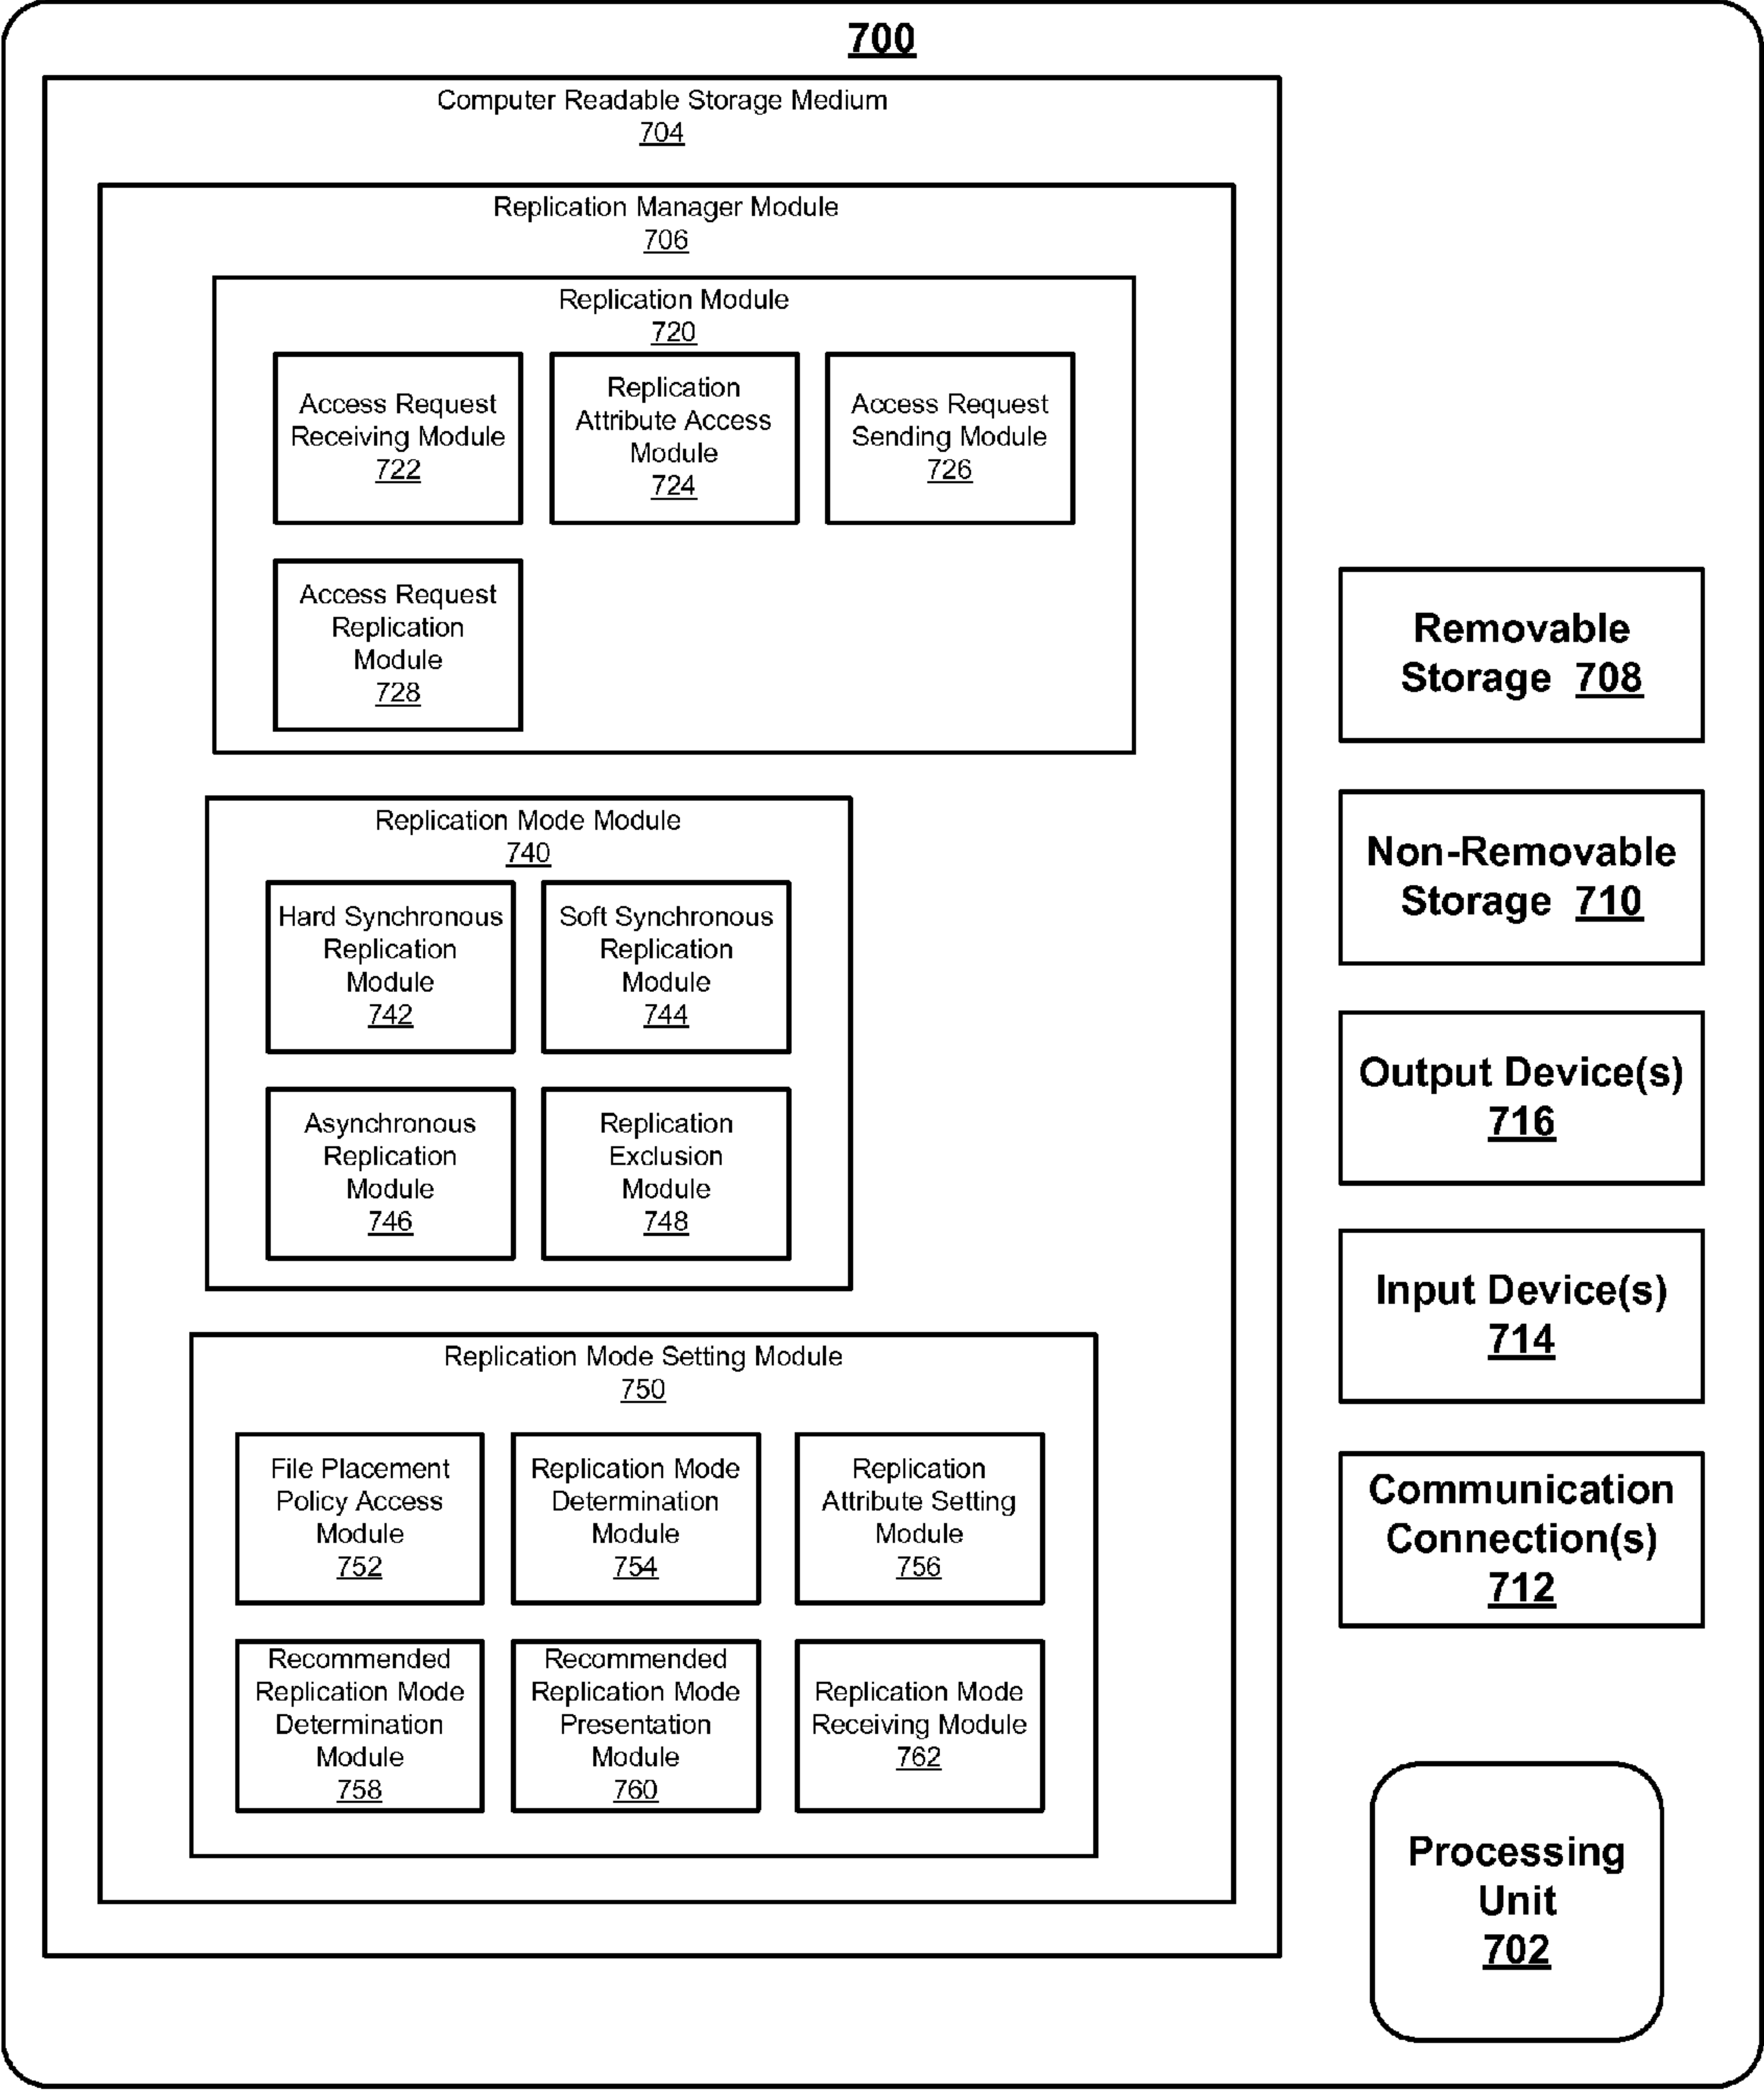 700
Computer Readable Storage Medium
704
Replication Manager Module
706
Replication Module
720
Access Request
Receiving Module
722
Replication
Attribute Access
Module
724
Access Request
Sending Module
726
Access Request
Replication
Module
728
Replication Mode Module
740
Hard Synchronous
Replication
Module
742
Soft Synchronous
Replication
Module
744
Asynchronous
Replication
Module
746
Replication
Exclusion
Module
748
Replication Mode Setting Module
750
File Placement
Policy Access
Module
752
Replication Mode
Determination
Module
754
Replication
Attribute Setting
Module
756
Recommended
Replication Mode
Determination
Module
758
Recommended
Replication Mode
Presentation
Module
760
Replication Mode
Receiving Module
762
Removable
Storage 708
Non-Removable
Storage 710
Output Device(s)
716
Input Device(s)
714
Communication
Connection(s)
712
Processing
Unit
702